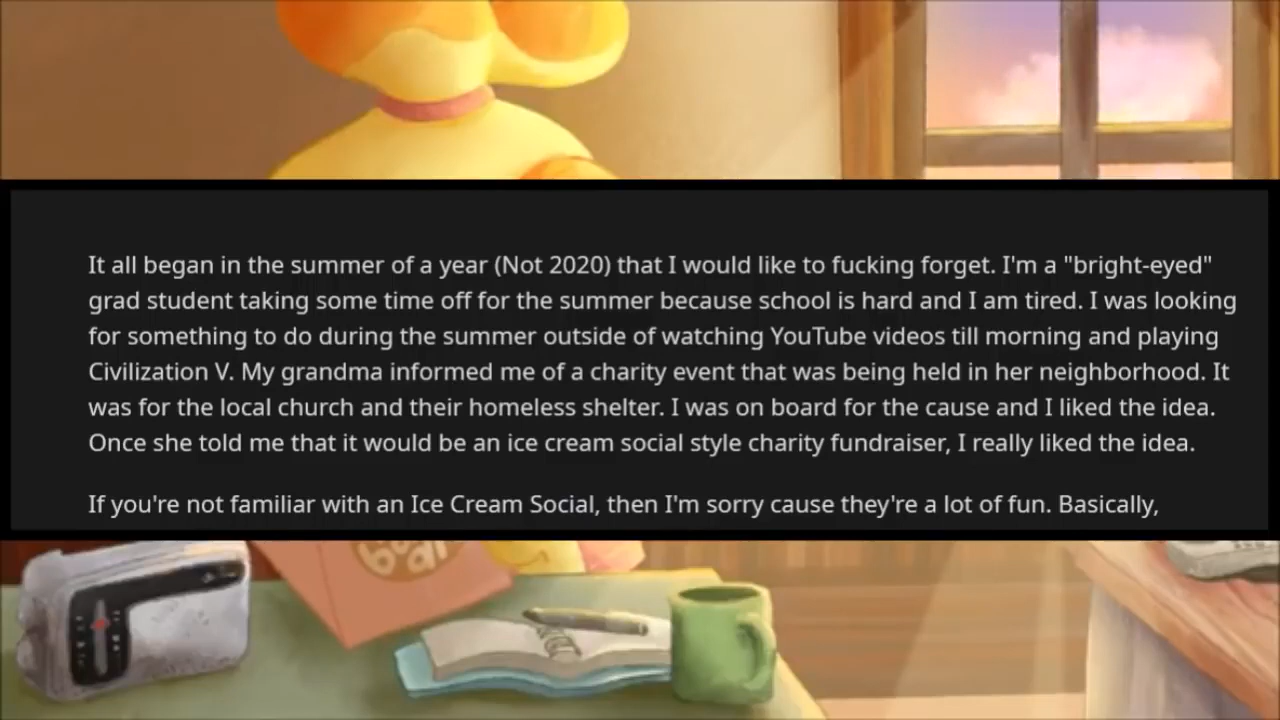 It all began in the summer of a year (Not 2020) that I would like to fucking forget. I'm a "bright-eyed"
grad student taking some time off for the summer because school is hard and I am tired. I was looking
for something to do during the summer outside of watching YouTube videos till morning and playing
Civilization V. My grandma informed me of a charity event that was being held in her neighborhood. It
was for the local church and their homeless shelter. I was on board for the cause and I liked the idea.
Once she told me that it would be an ice cream social style charity fundraiser, I really liked the idea.
If you're not familiar with an Ice Cream Social, then I'm sorry cause they're a lot of fun. Basically,